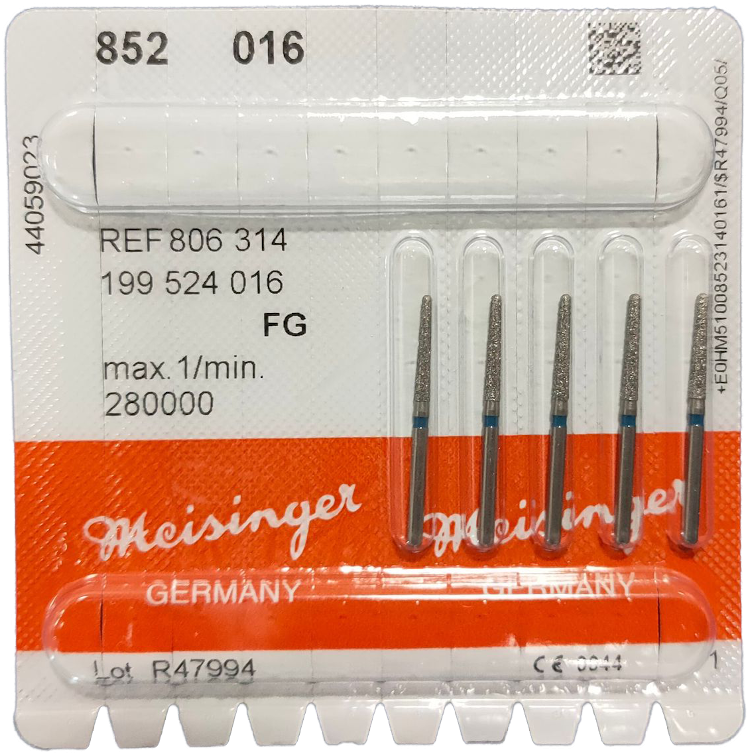 852 016
44059023
REF 806 314
199 524 016
FG
max. 1/min.
280000
+E0HM51008523140161/$R47994/Q05/
Meisinger
GERMANY
Meisinger
GERMANY
Lot R47994
CE 0044
1